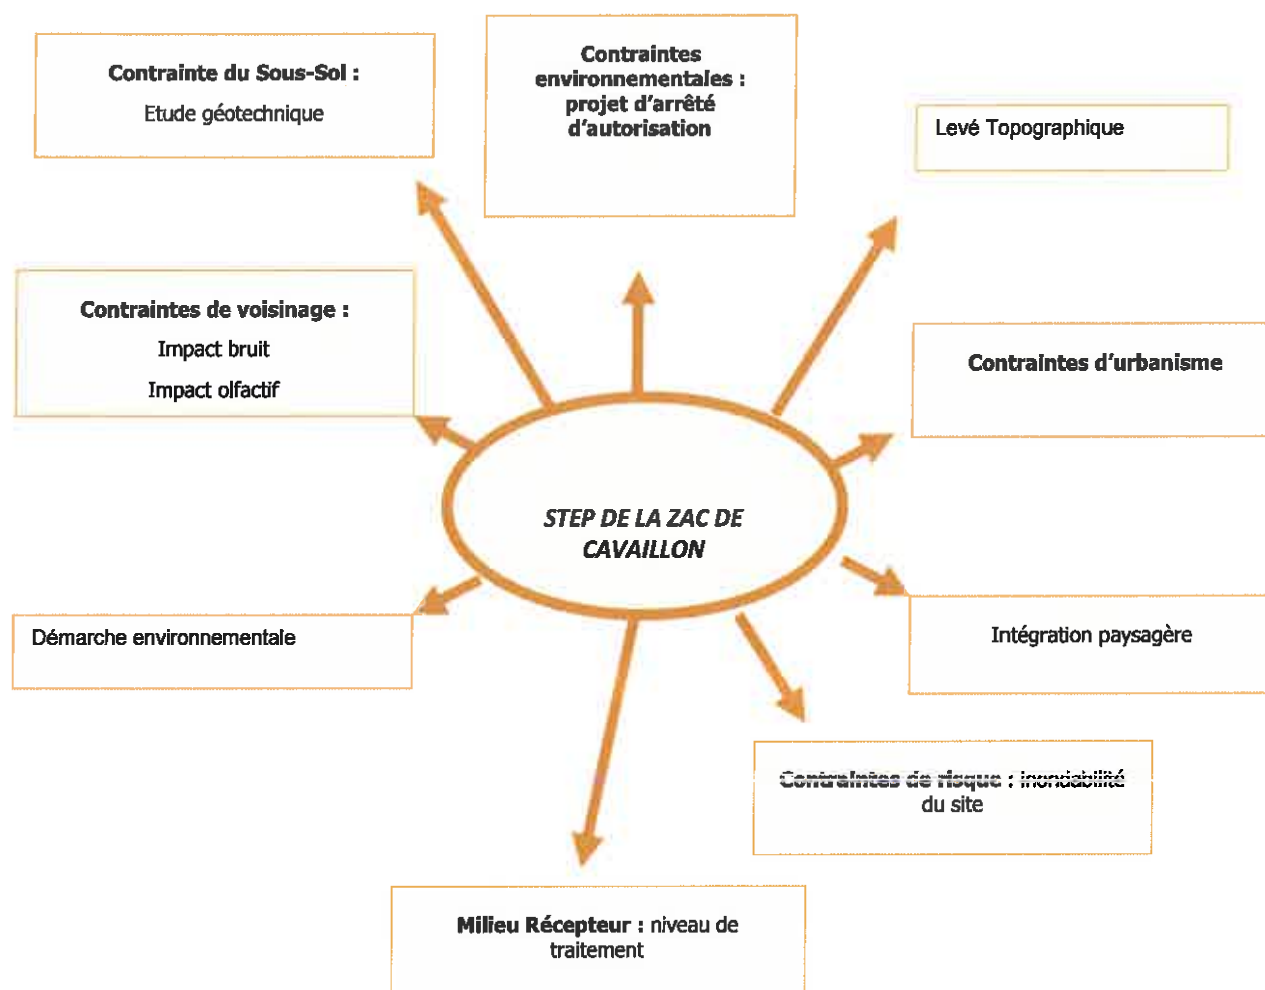 Contrainte du Sous-Sol :
Etude géotechnique
Contraintes
environnementales :
projet d'arrêté
d'autorisation
Levé Topographique
Contraintes de voisinage :
Impact bruit
Impact olfactif
Contraintes d'urbanisme
STEP DE LA ZAC DE
CAVAILLON
Démarche environnementale
Intégration paysagère
Contraintes de risque : inondabilité
du site
Milieu Récepteur : niveau de
traitement